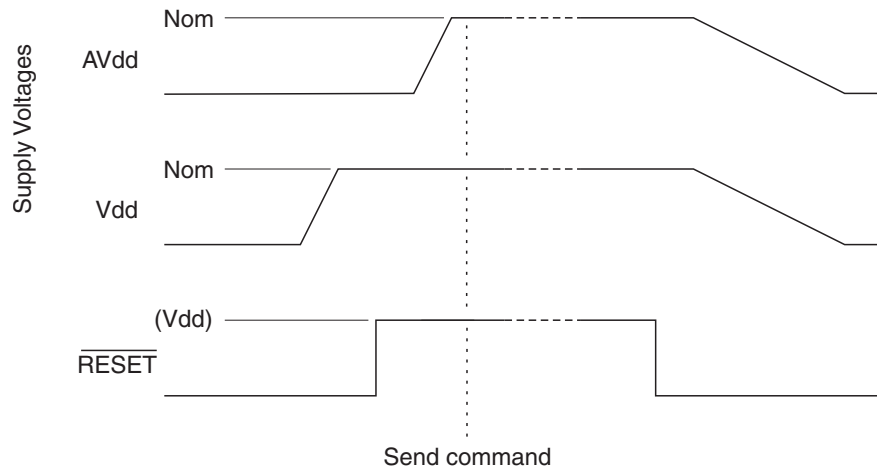 Supply Voltages
Nom
AVdd
Nom
Vdd
(Vdd)
RESET
Send command